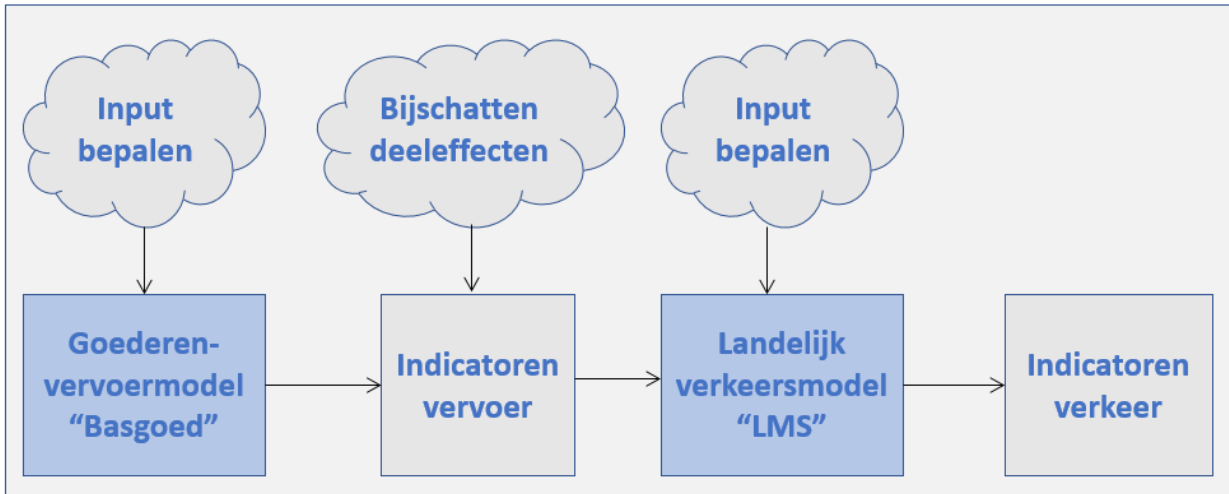 Input
bepalen
Bijschatten
deeleffecten
Input
bepalen
Goederen-
vervoermodel
“Basgoed”
Indicatoren
vervoer
Landelijk
verkeersmodel
“LMS”
Indicatoren
verkeer